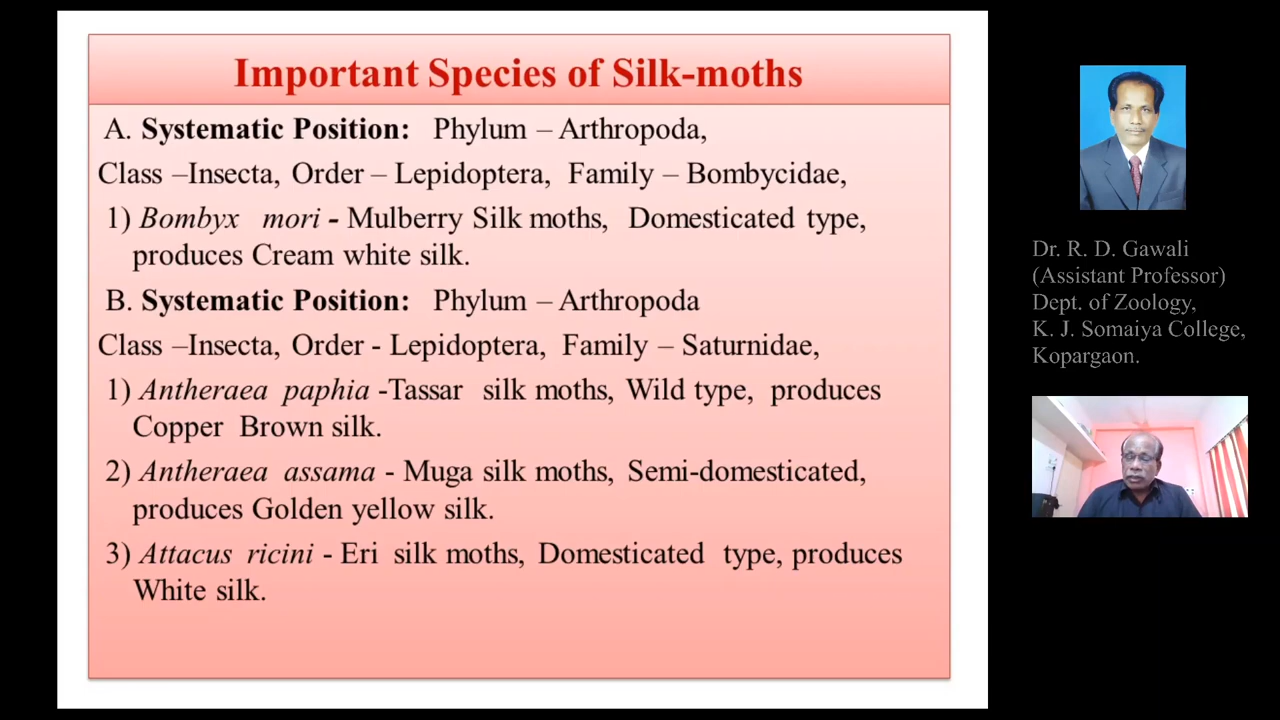 Important Species of Silk-moths
A. Systematic Position: Phylum – Arthropoda,
Class –Insecta, Order – Lepidoptera, Family – Bombycidae,
1) Bombyx mori - Mulberry Silk moths, Domesticated type,
produces Cream white silk.
B. Systematic Position: Phylum – Arthropoda
Class –Insecta, Order - Lepidoptera, Family – Saturnidae,
1) Antheraea paphia -Tassar silk moths, Wild type, produces
Copper Brown silk.
2) Antheraea assama - Muga silk moths, Semi-domesticated,
produces Golden yellow silk.
3) Attacus ricini - Eri silk moths, Domesticated type, produces
White silk.
Dr. R. D. Gawali
(Assistant Professor)
Dept. of Zoology,
K. J. Somaiya College,
Kopargaon.